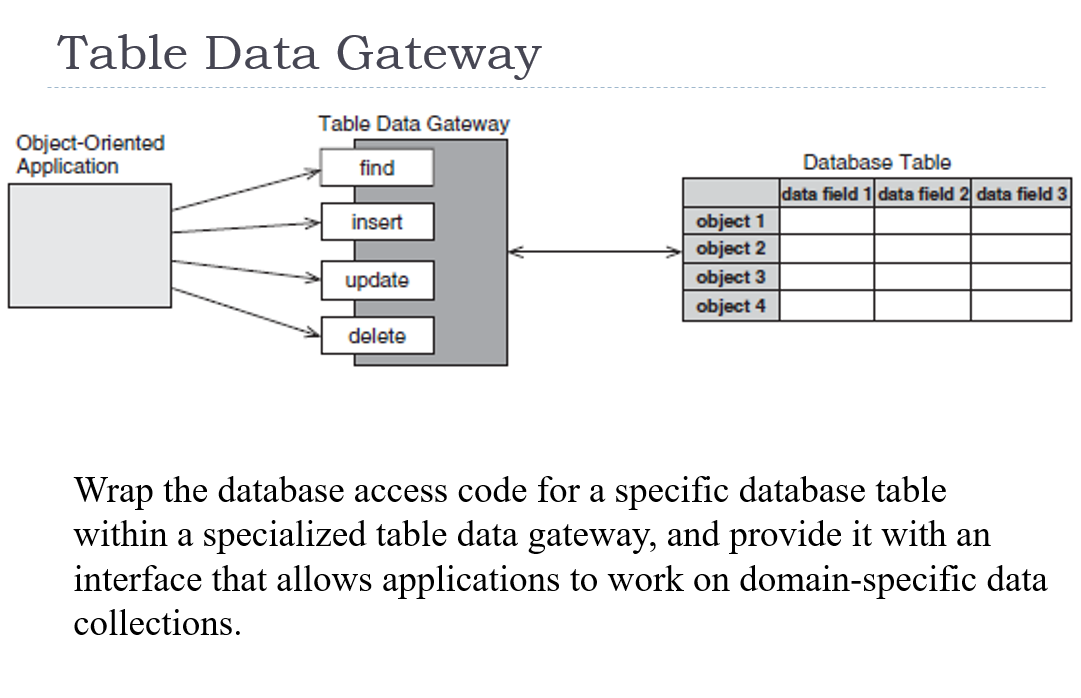 Table Data Gateway
Object-Oriented
Application
Table Data Gateway
find
insert
update
delete
Database Table
data field 1 data field 2 data field 3
object 1
object 2
object 3
object 4
Wrap the database access code for a specific database table
within a specialized table data gateway, and provide it with an
interface that allows applications to work on domain-specific data
collections.